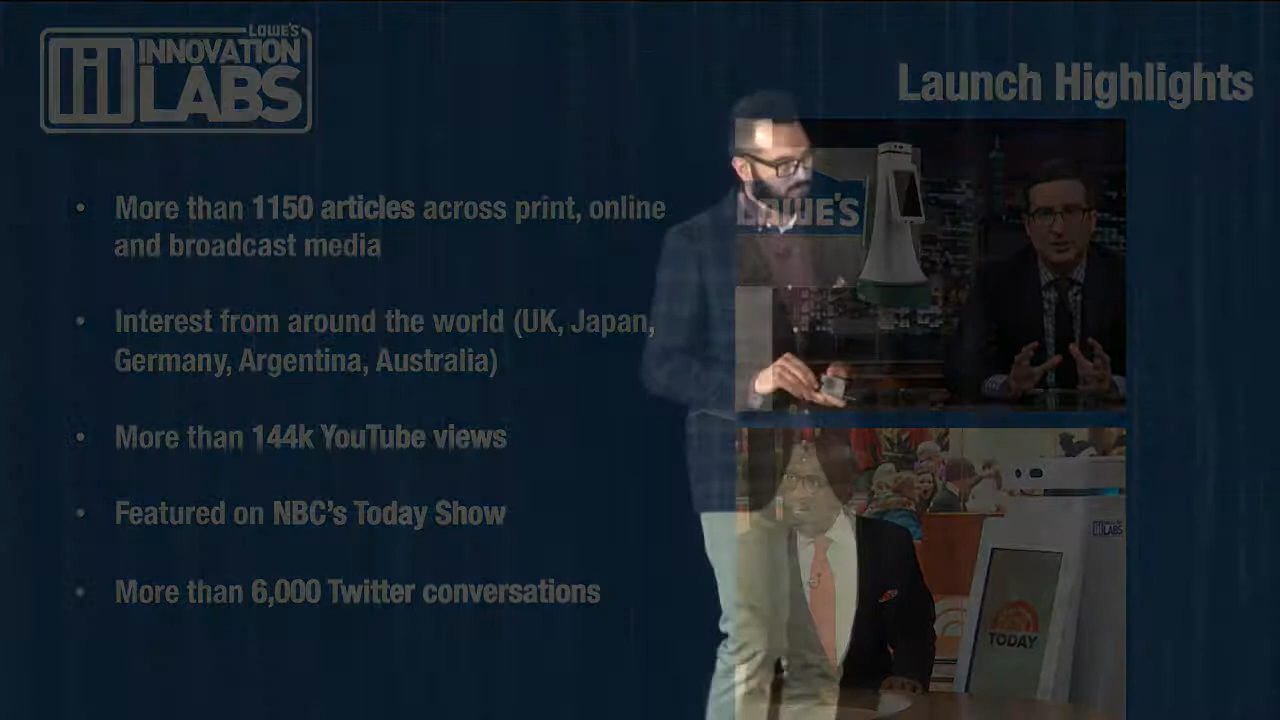 LOWE'S
INNOVATION
LABS
Launch Highlights
• More than 1150 articles across print, online
and broadcast media
• Interest from around the world (UK, Japan,
Germany, Argentina, Australia)
• More than 144k YouTube views
• Featured on NBC's Today Show
• More than 6,000 Twitter conversations
LOWE'S
LABS
TODAY